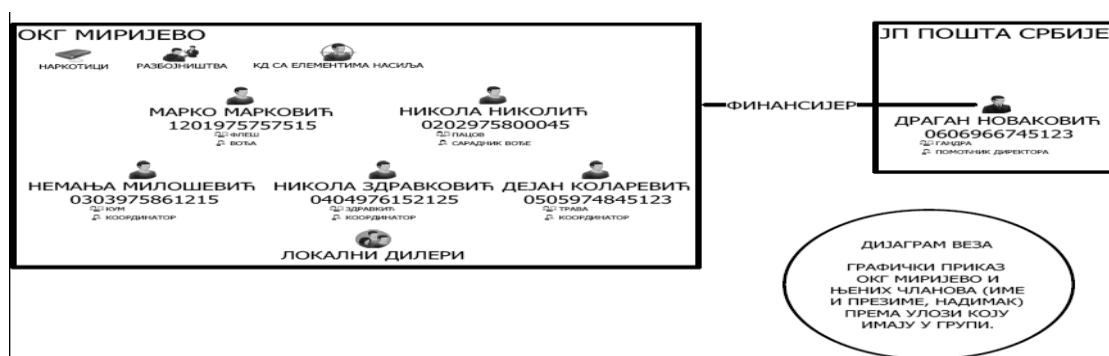 ОКГ МИРИЈЕВО
НАРКОТИЦИ
РАЗБОЈНИШТВА
КД СА ЕЛЕМЕНТИМА НАСИЉА
МАРКО МАРКОВИЋ
1201975757515
ФЛЕШ
ВОЂА
НИКОЛА НИКОЛИЋ
0202975800045
ПАЦОВ
САРАДНИК ВОЂЕ
НЕМАЊА МИЛОШЕВИЋ
0303975861215
КУМ
КООРДИНАТОР
НИКОЛА ЗДРАВКОВИЋ
0404976152125
ЗДРАВКИЋ
КООРДИНАТОР
ДЕЈАН КОЛАРЕВИЋ
0505974845123
ТРАВА
КООРДИНАТОР
ЛОКАЛНИ ДИЛЕРИ
ФИНАНСИЈЕР
ЈП ПОШТА СРБИЈЕ
ДРАГАН НОВАКОВИЋ
0606966745123
ГАНДРА
ПОМОЋНИК ДИРЕКТОРА
ДИЈАГРАМ ВЕЗА
ГРАФИЧКИ ПРИКАЗ
ОКГ МИРИЈЕВО И
ЊЕНИХ ЧЛАНОВА (ИМЕ
И ПРЕЗИМЕ, НАДИМАК)
ПРЕМА УЛОЗИ КОЈУ
ИМАЈУ У ГРУПИ.